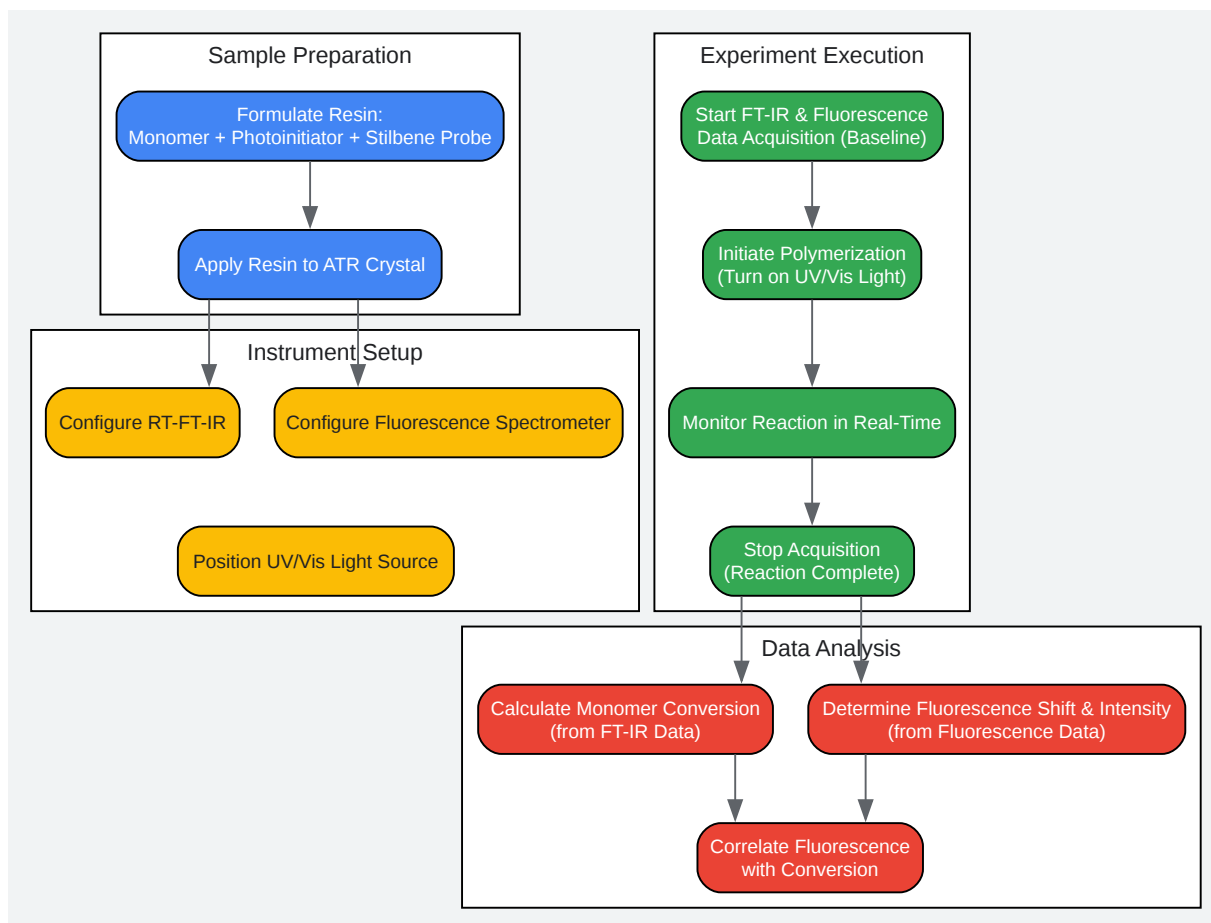 Sample Preparation
Formulate Resin:
Monomer + Photoinitiator + Stilbene Probe
Apply Resin to ATR Crystal
Instrument Setup
Configure RT-FT-IR
Configure Fluorescence Spectrometer
Position UV/Vis Light Source
Experiment Execution
Start FT-IR & Fluorescence
Data Acquisition (Baseline)
Initiate Polymerization
(Turn on UV/Vis Light)
Monitor Reaction in Real-Time
Stop Acquisition
(Reaction Complete)
Data Analysis
Calculate Monomer Conversion
(from FT-IR Data)
Determine Fluorescence Shift & Intensity
(from Fluorescence Data)
Correlate Fluorescence
with Conversion